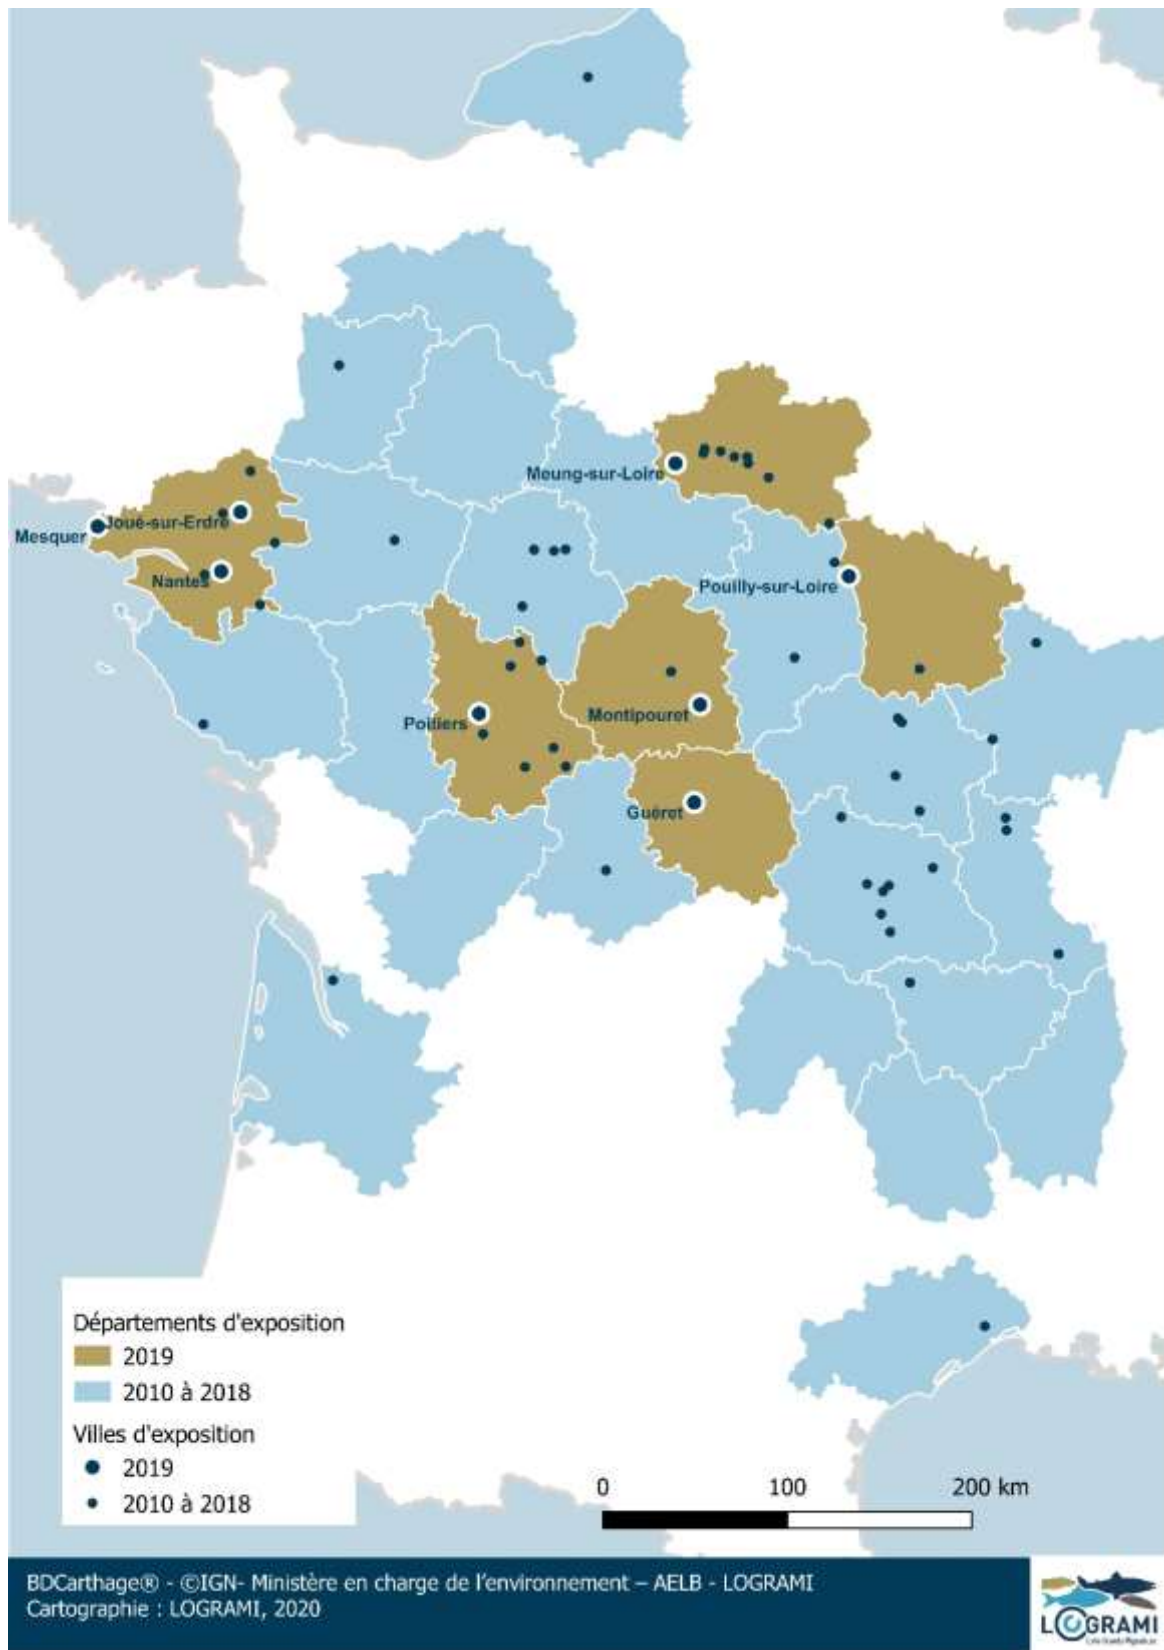 Meung-sur-Loire
Joué-sur-Erdre
Mesquer
Nantes
Pouilly-sur-Loire
Poitiers
Montipouret
Guéret
Départements d'exposition
2019
2010 à 2018
Villes d'exposition
2019
2010 à 2018
0 100 200 km
BDCarthage® - ©IGN- Ministère en charge de l'environnement – AELB - LOGRAMI
Cartographie : LOGRAMI, 2020
LOGRAMI